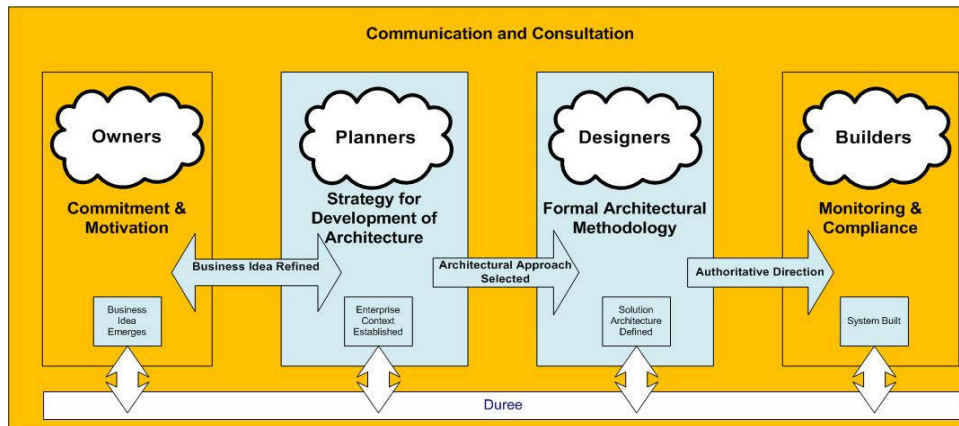 Communication and Consultation
Owners
Planners
Designers
Builders
Commitment &
Motivation
Strategy for
Development of
Architecture
Formal Architectural
Methodology
Monitoring &
Compliance
Business Idea Refined
Architectural Approach
Selected
Authoritative Direction
Business
Idea
Emerges
Enterprise
Context
Established
Solution
Architecture
Defined
System Built
Duree